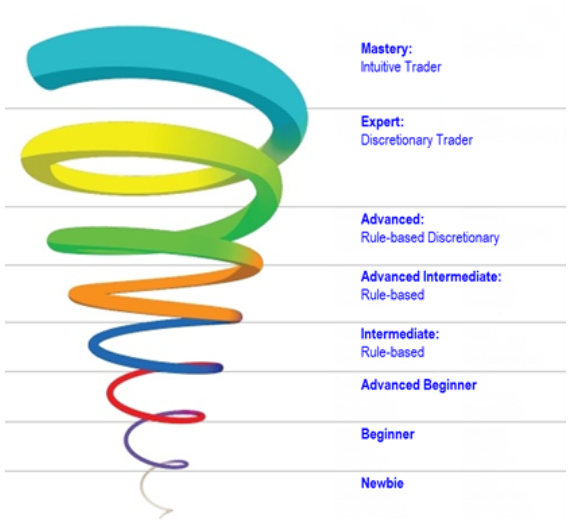 Mastery:
Intuitive Trader
Expert:
Discretionary Trader
Advanced:
Rule-based Discretionary
Advanced Intermediate:
Rule-based
Intermediate:
Rule-based
Advanced Beginner
Beginner
Newbie